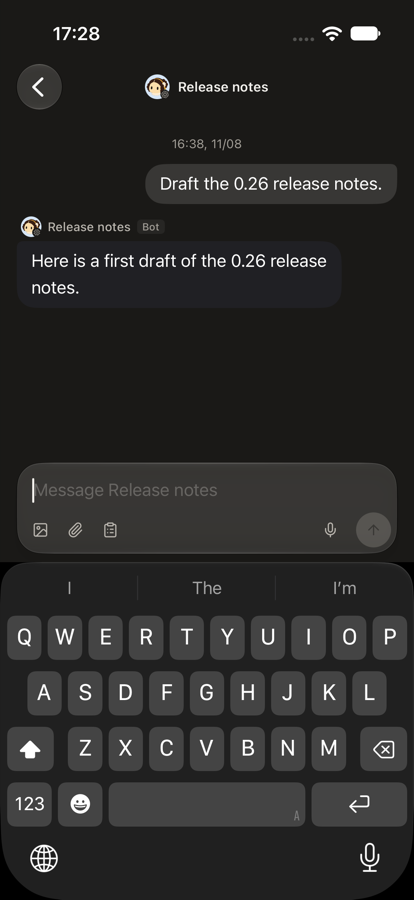 17:28
Release notes
16:38, 11/08
Draft the 0.26 release notes.
Release notes Bot
Here is a first draft of the 0.26 release
notes.
Message Release notes
I The I'm
Q W E R T Y U I O P
A S D F G H J K L
Z X C V B N M
123
A